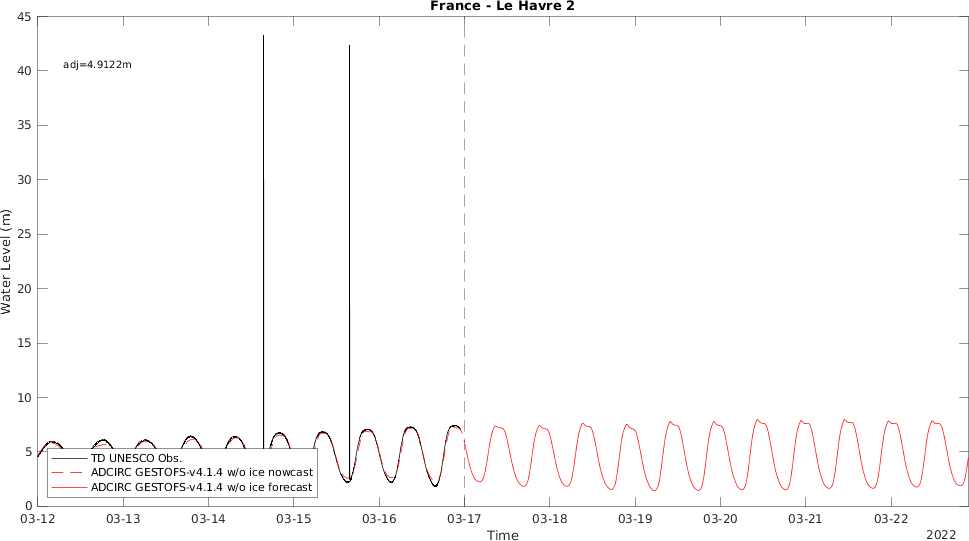 France - Le Havre 2
45
40
35
30
25
20
15
10
5
0
Water Level (m)
adj=4.9122m
TD UNESCO Obs.
ADCIRC GESTOFS-v4.1.4 w/o ice nowcast
ADCIRC GESTOFS-v4.1.4 w/o ice forecast
03-12 03-13 03-14 03-15 03-16 03-17 03-18 03-19 03-20 03-21 03-22
Time
2022